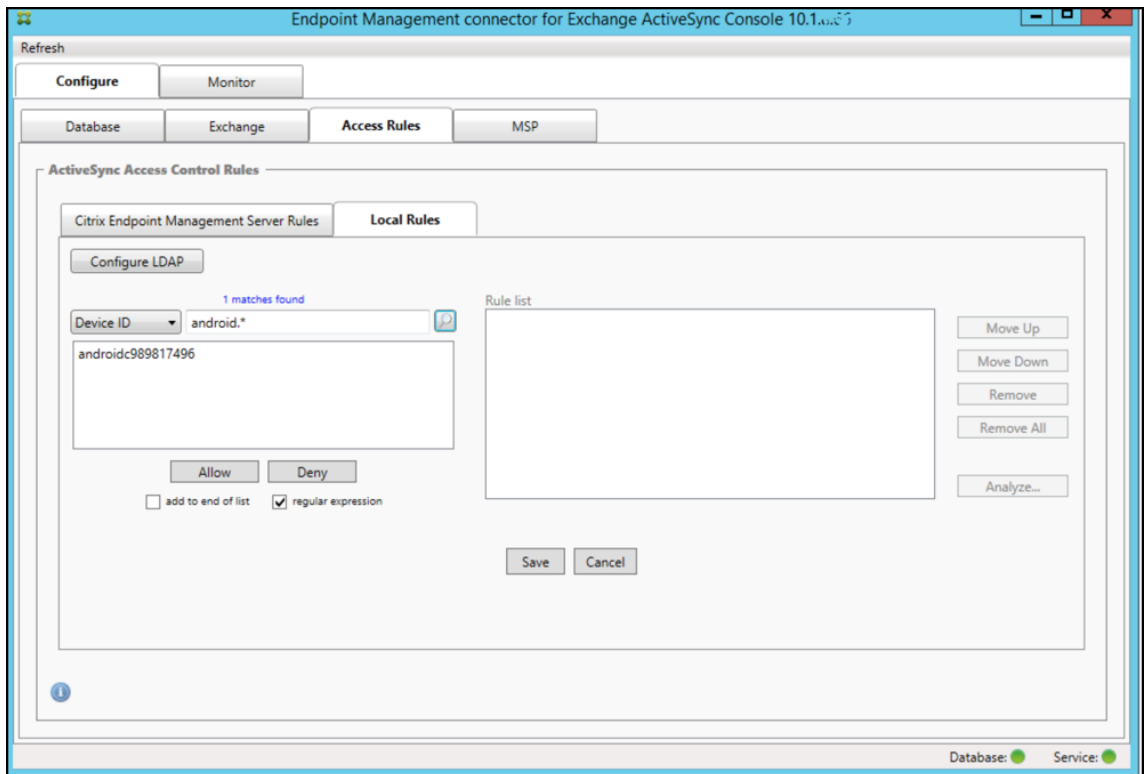 Endpoint Management connector for Exchange ActiveSync Console
Refresh
Configure Monitor
Database Exchange Access Rules MSP
ActiveSync Access Control Rules
Citrix Endpoint Management Server Rules Local Rules
Configure LDAP
1 matches found
Rule list
Device ID android.*
androidc989817496
Move Up
Move Down
Remove
Remove All
Allow Deny
Analyze...
add to end of list regular expression
Save Cancel
Database: Service: